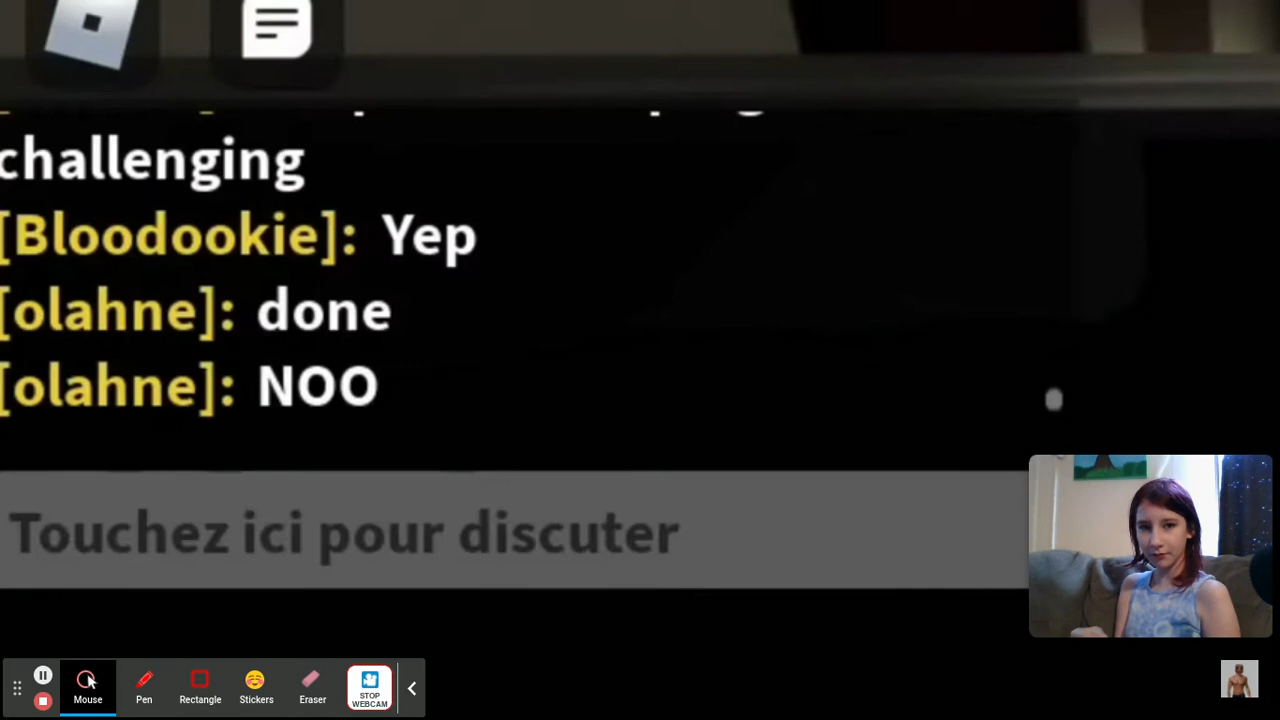 challenging
[Bloodookie]: Yep
[olahne]: done
[olahne]: NOO
Touchez ici pour discuter
Mouse
Pen
Rectangle
Stickers
Eraser
STOP
WEBCAM